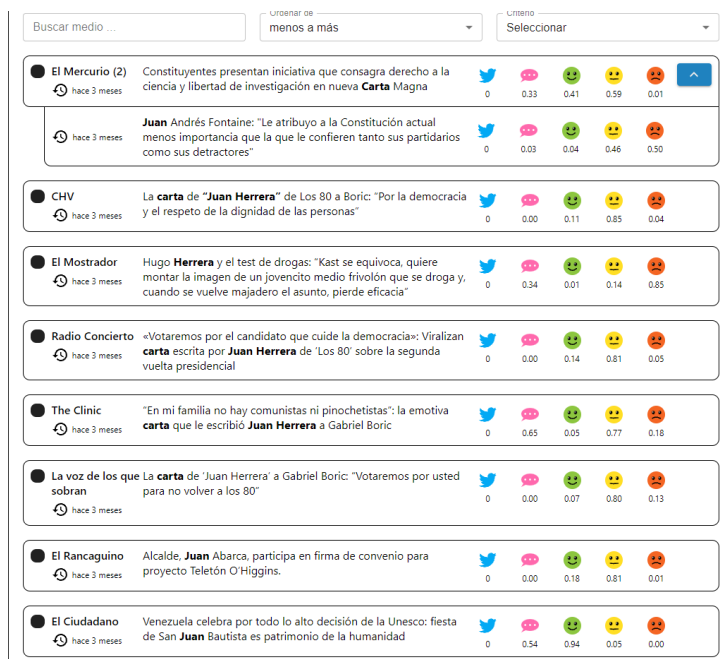 Buscar medio ...
Ordenar de
menos a más
Criterio
Seleccionar
El Mercurio (2)
hace 3 meses
Constituyentes presentan iniciativa que consagra derecho a la
ciencia y libertad de investigación en nueva Carta Magna
0 0.33 0.41 0.59 0.01
hace 3 meses
Juan Andrés Fontaine: "Le atribuyo a la Constitución actual
menos importancia que la que le confieren tanto sus partidarios
como sus detractores"
0 0.03 0.04 0.46 0.50
CHV
hace 3 meses
La carta de “Juan Herrera” de Los 80 a Boric: “Por la democracia
y el respeto de la dignidad de las personas”
0 0.00 0.11 0.85 0.04
El Mostrador
hace 3 meses
Hugo Herrera y el test de drogas: “Kast se equivoca, quiere
montar la imagen de un jovencito medio frivolón que se droga y,
cuando se vuelve majadero el asunto, pierde eficacia”
0 0.34 0.01 0.14 0.85
Radio Concierto
hace 3 meses
«Votaremos por el candidato que cuide la democracia»: Viralizan
carta escrita por Juan Herrera de ‘Los 80’ sobre la segunda
vuelta presidencial
0 0.00 0.14 0.81 0.05
The Clinic
hace 3 meses
“En mi familia no hay comunistas ni pinochetistas”: la emotiva
carta que le escribió Juan Herrera a Gabriel Boric
0 0.65 0.05 0.77 0.18
La voz de los que
sobran
hace 3 meses
La carta de ‘Juan Herrera’ a Gabriel Boric: “Votaremos por usted
para no volver a los 80”
0 0.00 0.07 0.80 0.13
El Rancaguino
hace 3 meses
Alcalde, Juan Abarca, participa en firma de convenio para
proyecto Teletón O’Higgins.
0 0.00 0.18 0.81 0.01
El Ciudadano
hace 3 meses
Venezuela celebra por todo lo alto decisión de la Unesco: fiesta
de San Juan Bautista es patrimonio de la humanidad
0 0.54 0.94 0.05 0.00